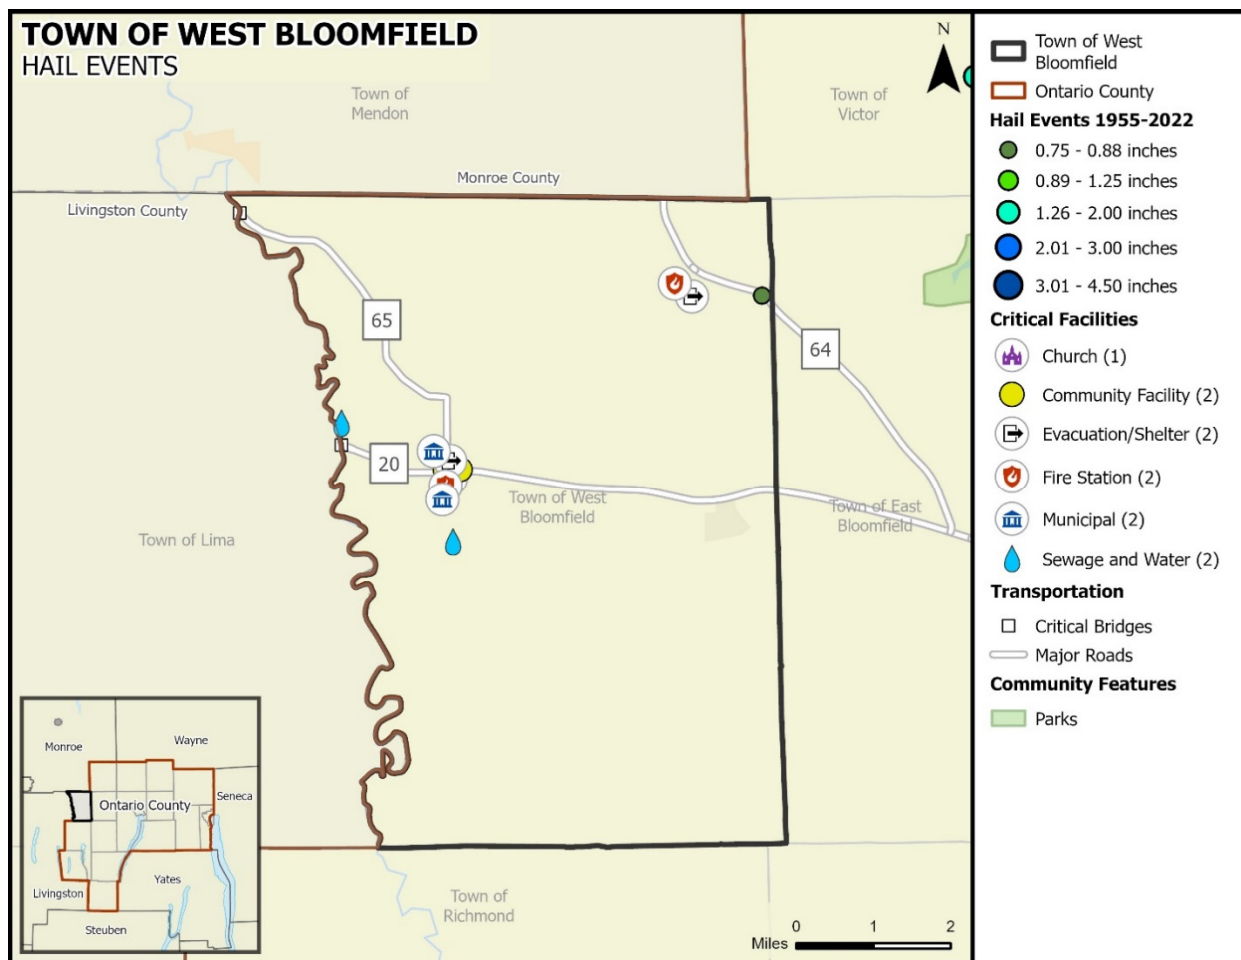 TOWN OF WEST BLOOMFIELD
HAIL EVENTS
N
Town of
Mendon
Town of
Victor
Monroe County
Livingston County
65
64
20
Town of West
Bloomfield
Town of East
Bloomfield
Town of Lima
Town of
Richmond
Monroe
Wayne
Ontario County
Seneca
Livingston
Yates
Steuben
0 1 2
Miles
Town of West
Bloomfield
Ontario County
Hail Events 1955-2022
0.75 - 0.88 inches
0.89 - 1.25 inches
1.26 - 2.00 inches
2.01 - 3.00 inches
3.01 - 4.50 inches
Critical Facilities
Church (1)
Community Facility (2)
Evacuation/Shelter (2)
Fire Station (2)
Municipal (2)
Sewage and Water (2)
Transportation
Critical Bridges
Major Roads
Community Features
Parks